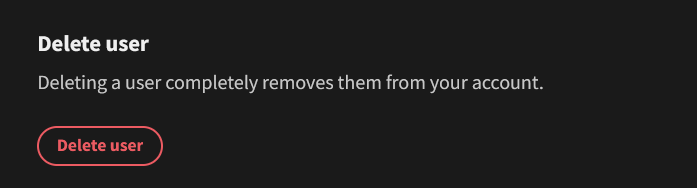 Delete user
Deleting a user completely removes them from your account.
Delete user